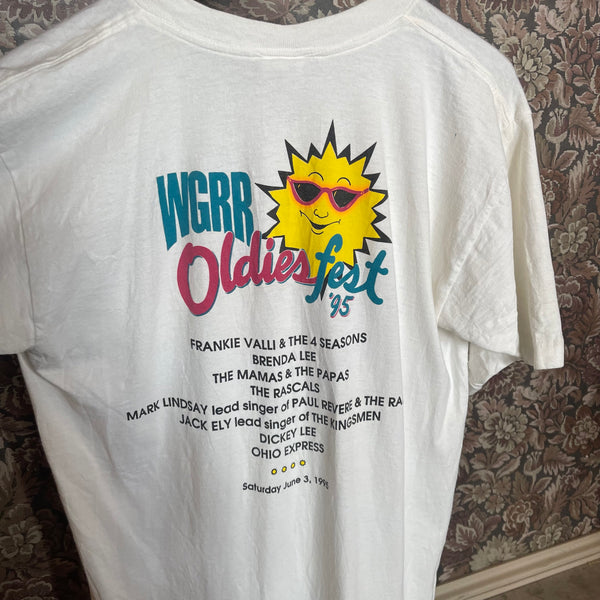 WGRR
Oldies fest
'95
FRANKIE VALLI & THE 4 SEASONS
BRENDA LEE
THE MAMAS & THE PAPAS
THE RASCALS
MARK LINDSAY lead singer of PAUL REVERE & THE RA
JACK ELY lead singer of THE KINGSMEN
DICKEY LEE
OHIO EXPRESS
Saturday June 3, 1995